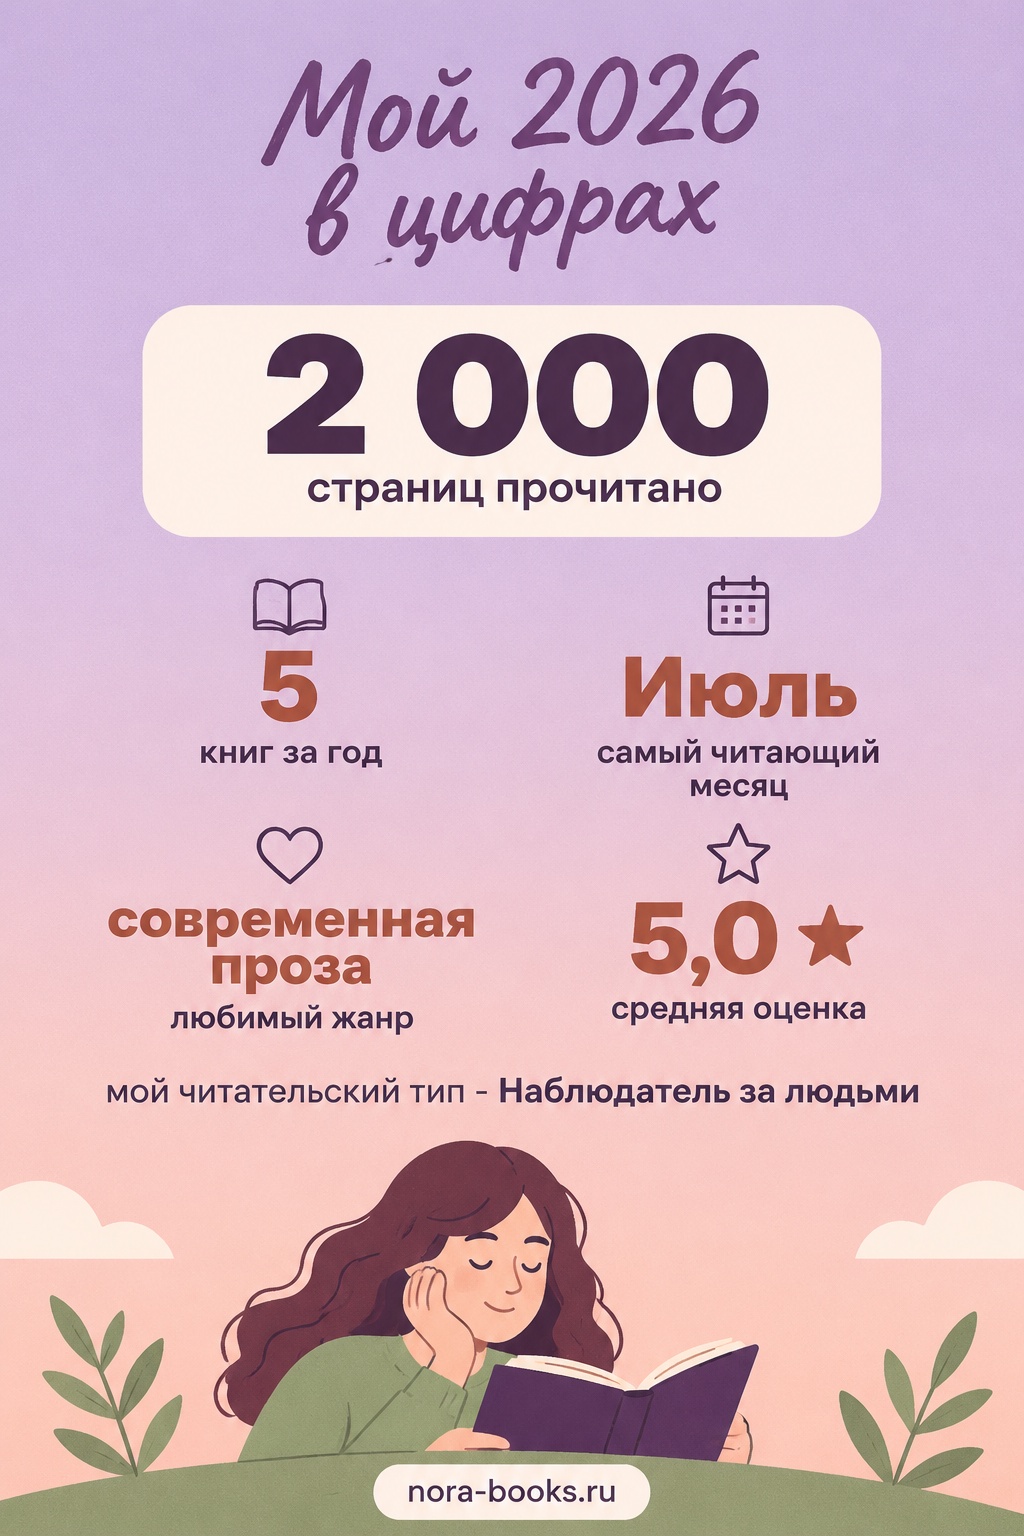 Мой 2026
в цифрах
2 000
страниц прочитано
5
книг за год
Июль
самый читающий
месяц
современная
проза
любимый жанр
5,0 ★
средняя оценка
мой читательский тип - Наблюдатель за людьми
nora-books.ru